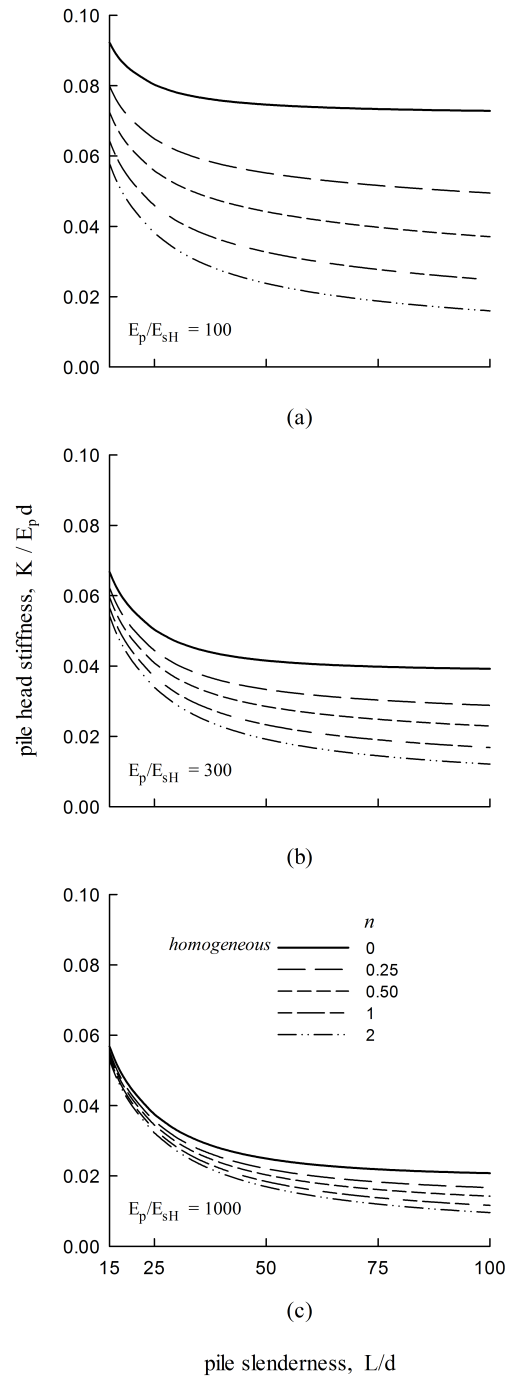 0.10
0.08
0.06
0.04
0.02
0.00
E_p/E_sH = 100
(a)
pile head stiffness, K / E_p d
0.10
0.08
0.06
0.04
0.02
0.00
E_p/E_sH = 300
(b)
0.10
0.08
0.06
0.04
0.02
0.00
n
homogeneous 0
0.25
0.50
1
2
E_p/E_sH = 1000
15 25 50 75 100
(c)
pile slenderness, L/d